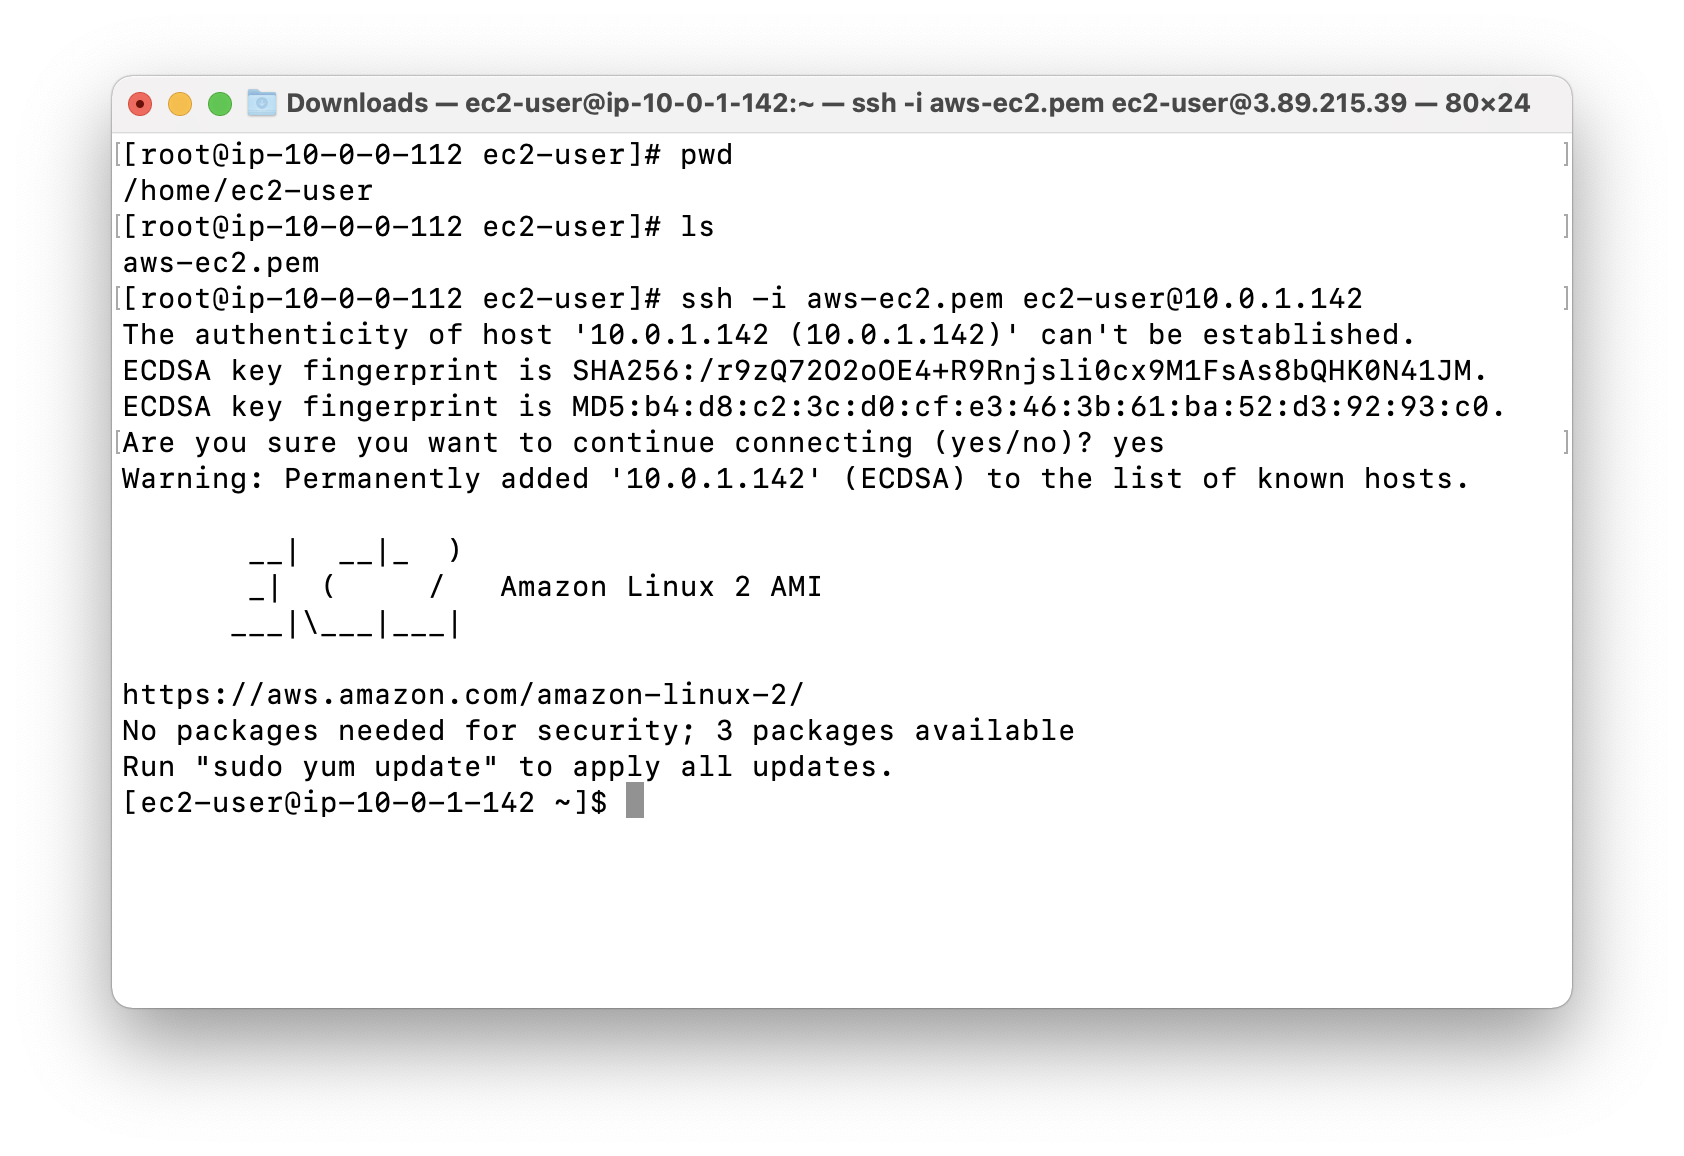 Downloads — ec2-user@ip-10-0-1-142:~ — ssh -i aws-ec2.pem ec2-user@3.89.215.39 — 80×24
[root@ip-10-0-0-112 ec2-user]# pwd
/home/ec2-user
[root@ip-10-0-0-112 ec2-user]# ls
aws-ec2.pem
[root@ip-10-0-0-112 ec2-user]# ssh -i aws-ec2.pem ec2-user@10.0.1.142
The authenticity of host '10.0.1.142 (10.0.1.142)' can't be established.
ECDSA key fingerprint is SHA256:/r9zQ72O2oOE4+R9Rnjsli0cx9M1FsAs8bQHK0N41JM.
ECDSA key fingerprint is MD5:b4:d8:c2:3c:d0:cf:e3:46:3b:61:ba:52:d3:92:93:c0.
Are you sure you want to continue connecting (yes/no)? yes
Warning: Permanently added '10.0.1.142' (ECDSA) to the list of known hosts.
       __|  __|_  )
       _|  (     /   Amazon Linux 2 AMI
      ___|\___|___|
https://aws.amazon.com/amazon-linux-2/
No packages needed for security; 3 packages available
Run "sudo yum update" to apply all updates.
[ec2-user@ip-10-0-1-142 ~]$